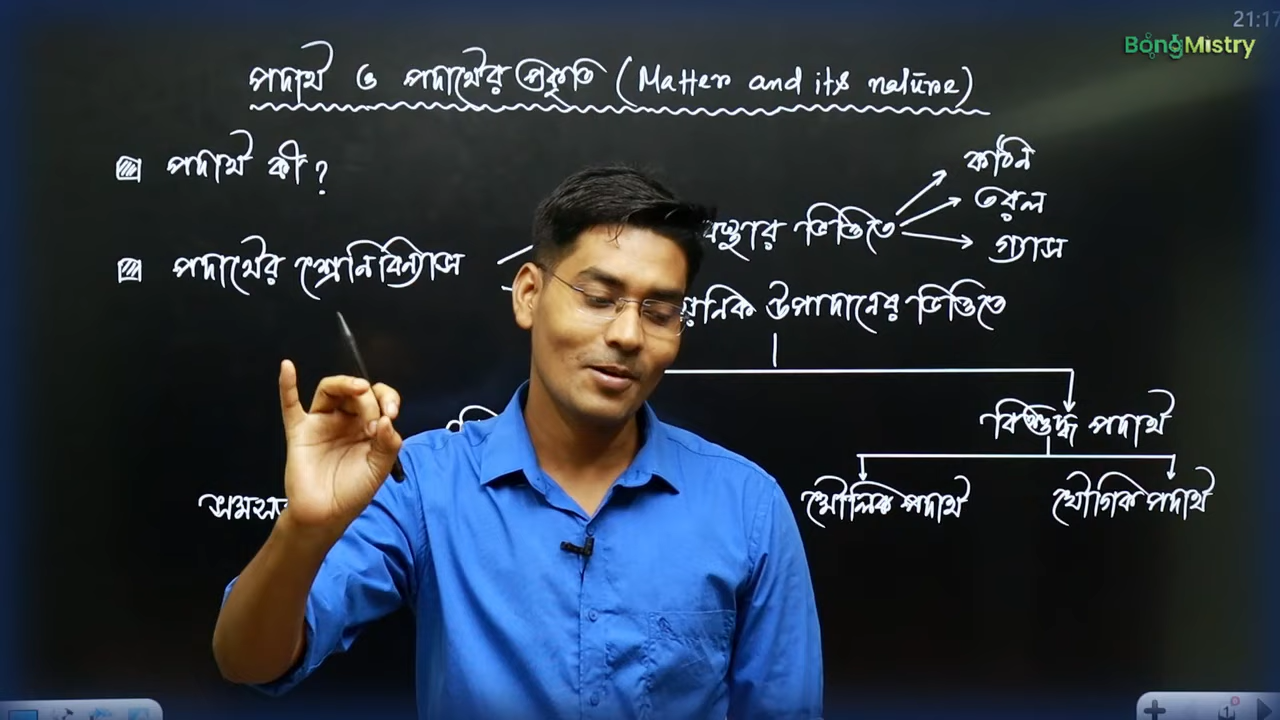 21:17
BongMistry
পদার্থ ও পদার্থের প্রকৃতি (Matter and its nature)
পদার্থ কী?
পদার্থের শ্রেনিবিন্যাস
ভিত্তিতে
কঠিন
তরল
গ্যাস
উপাদানের ভিত্তিতে
বিশুদ্ধ পদার্থ
মৌলিক পদার্থ
যৌগিক পদার্থ